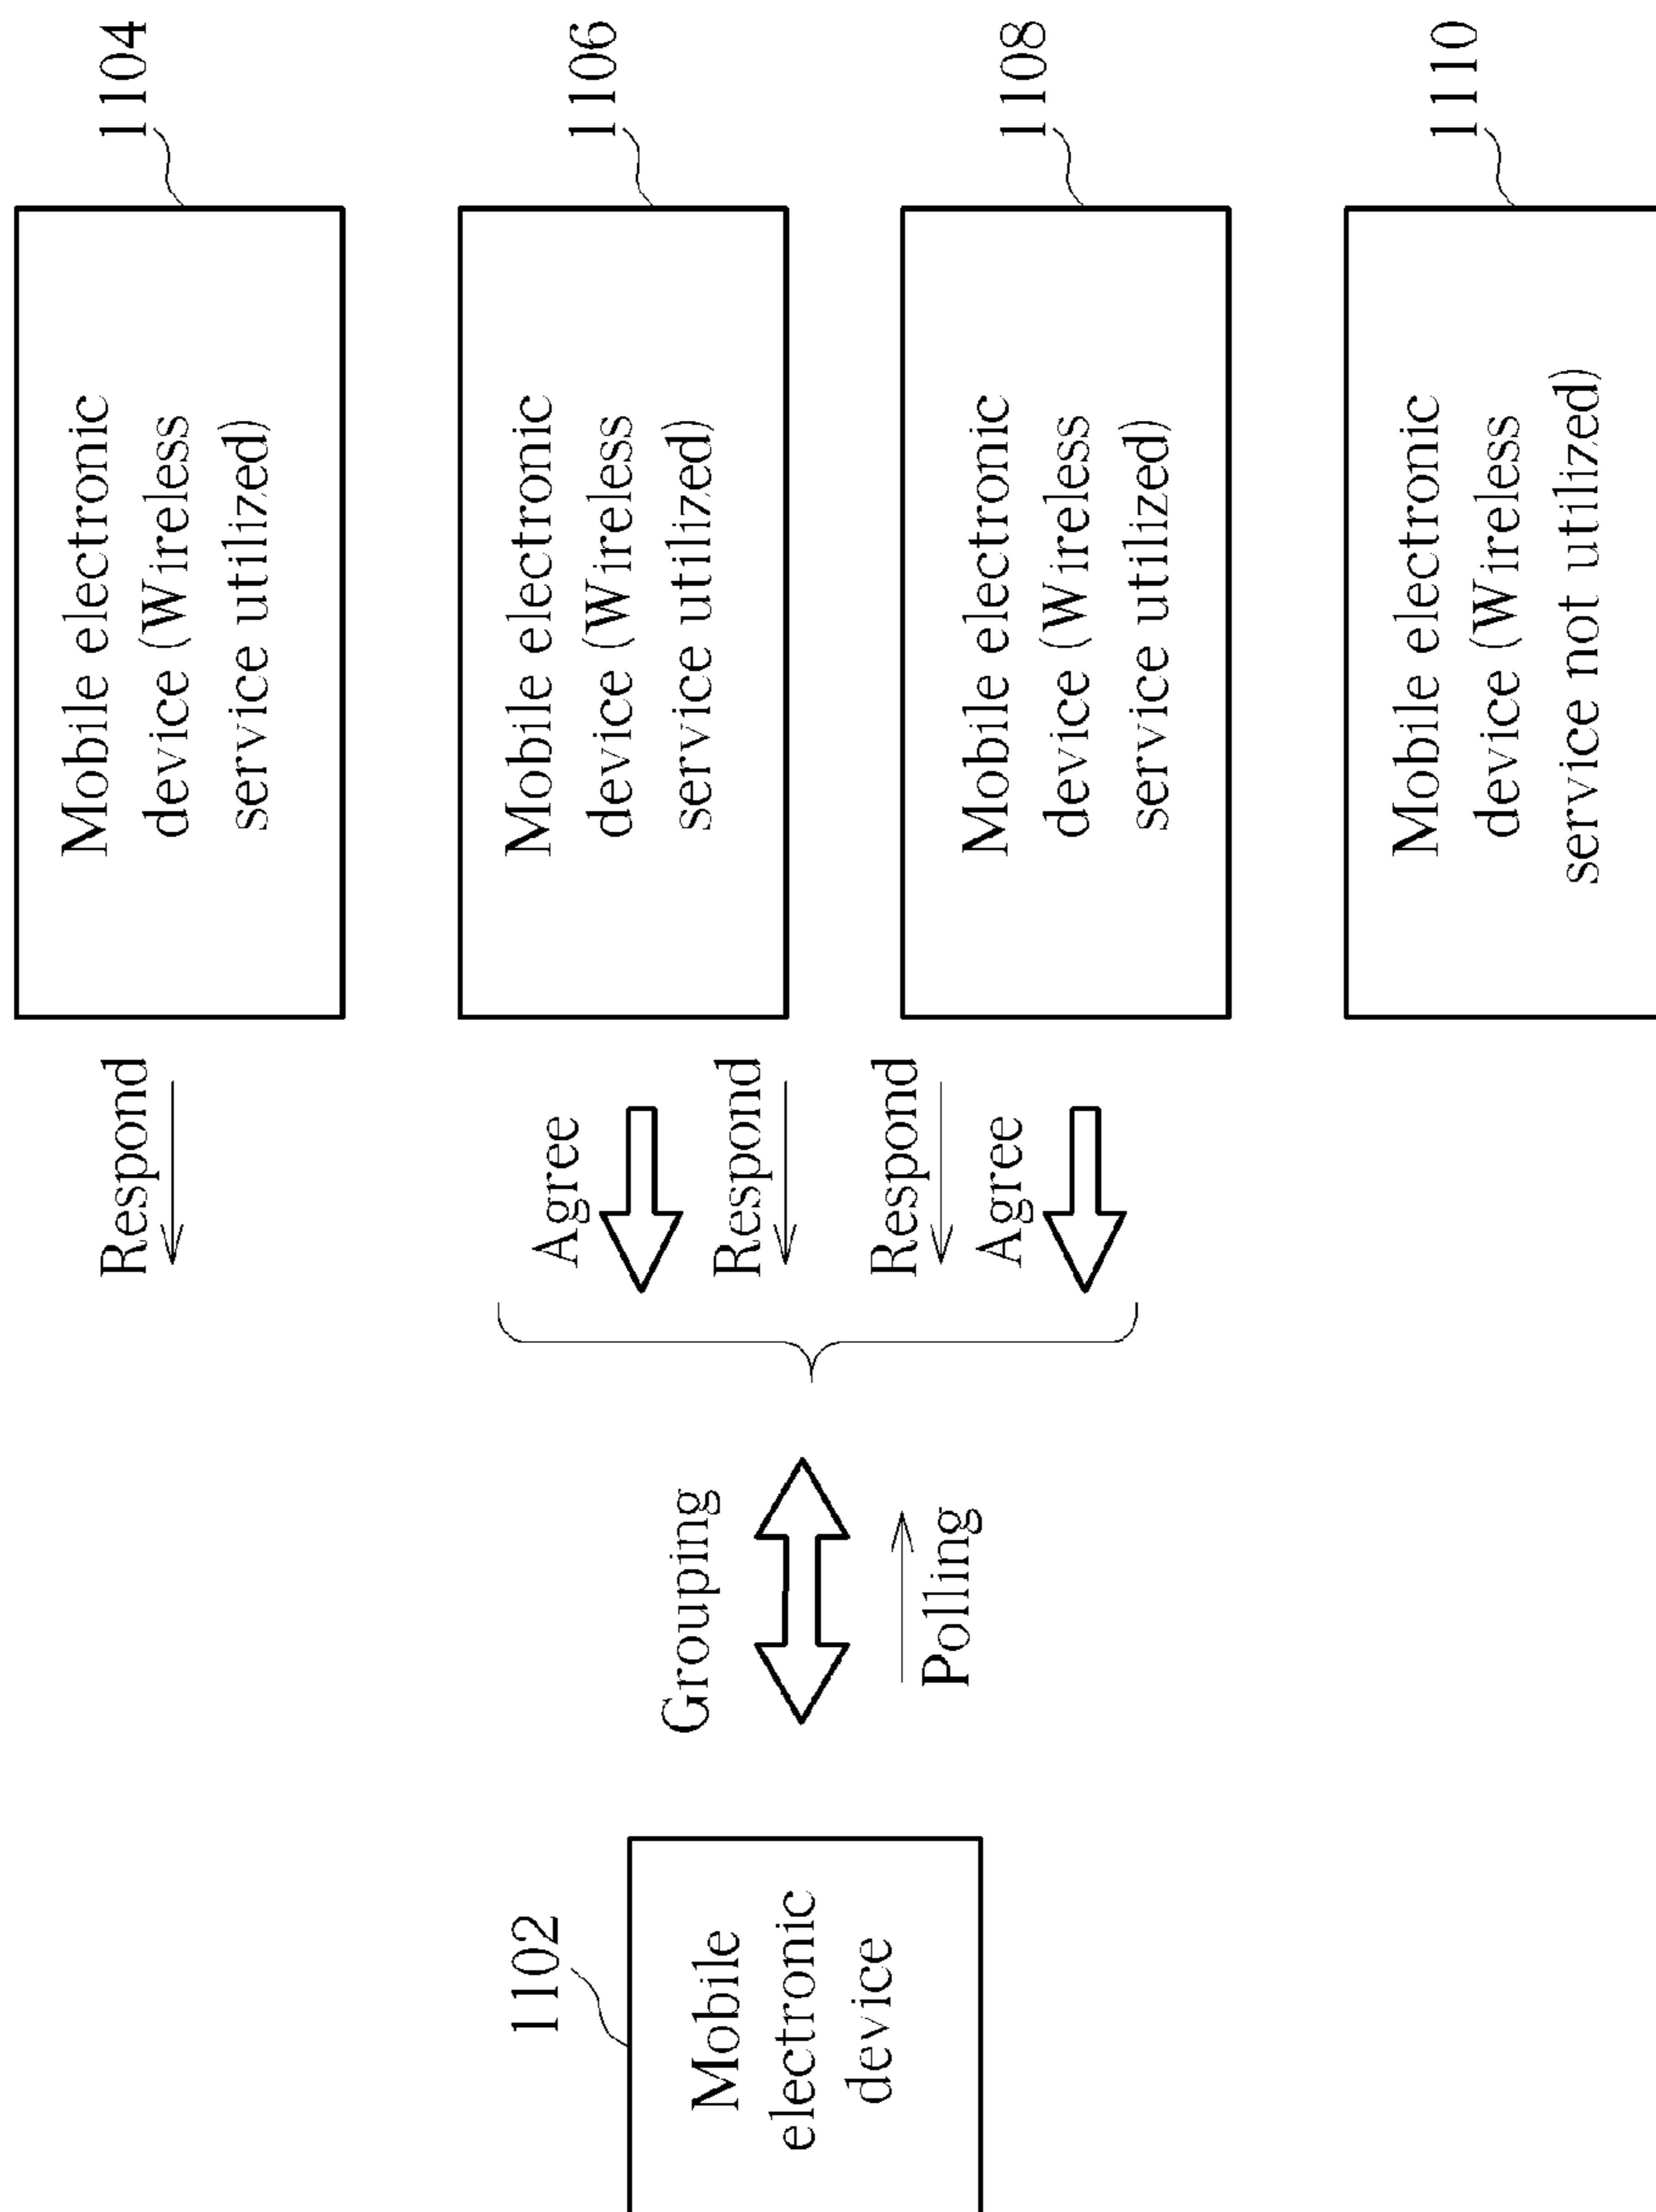 1104
Mobile electronic
device (Wireless
service utilized)
Respond
1106
Mobile electronic
device (Wireless
service utilized)
Agree
Respond
1108
Mobile electronic
device (Wireless
service utilized)
Respond
Agree
1110
Mobile electronic
device (Wireless
service not utilized)
Grouping
Polling
1102
Mobile
electronic
device